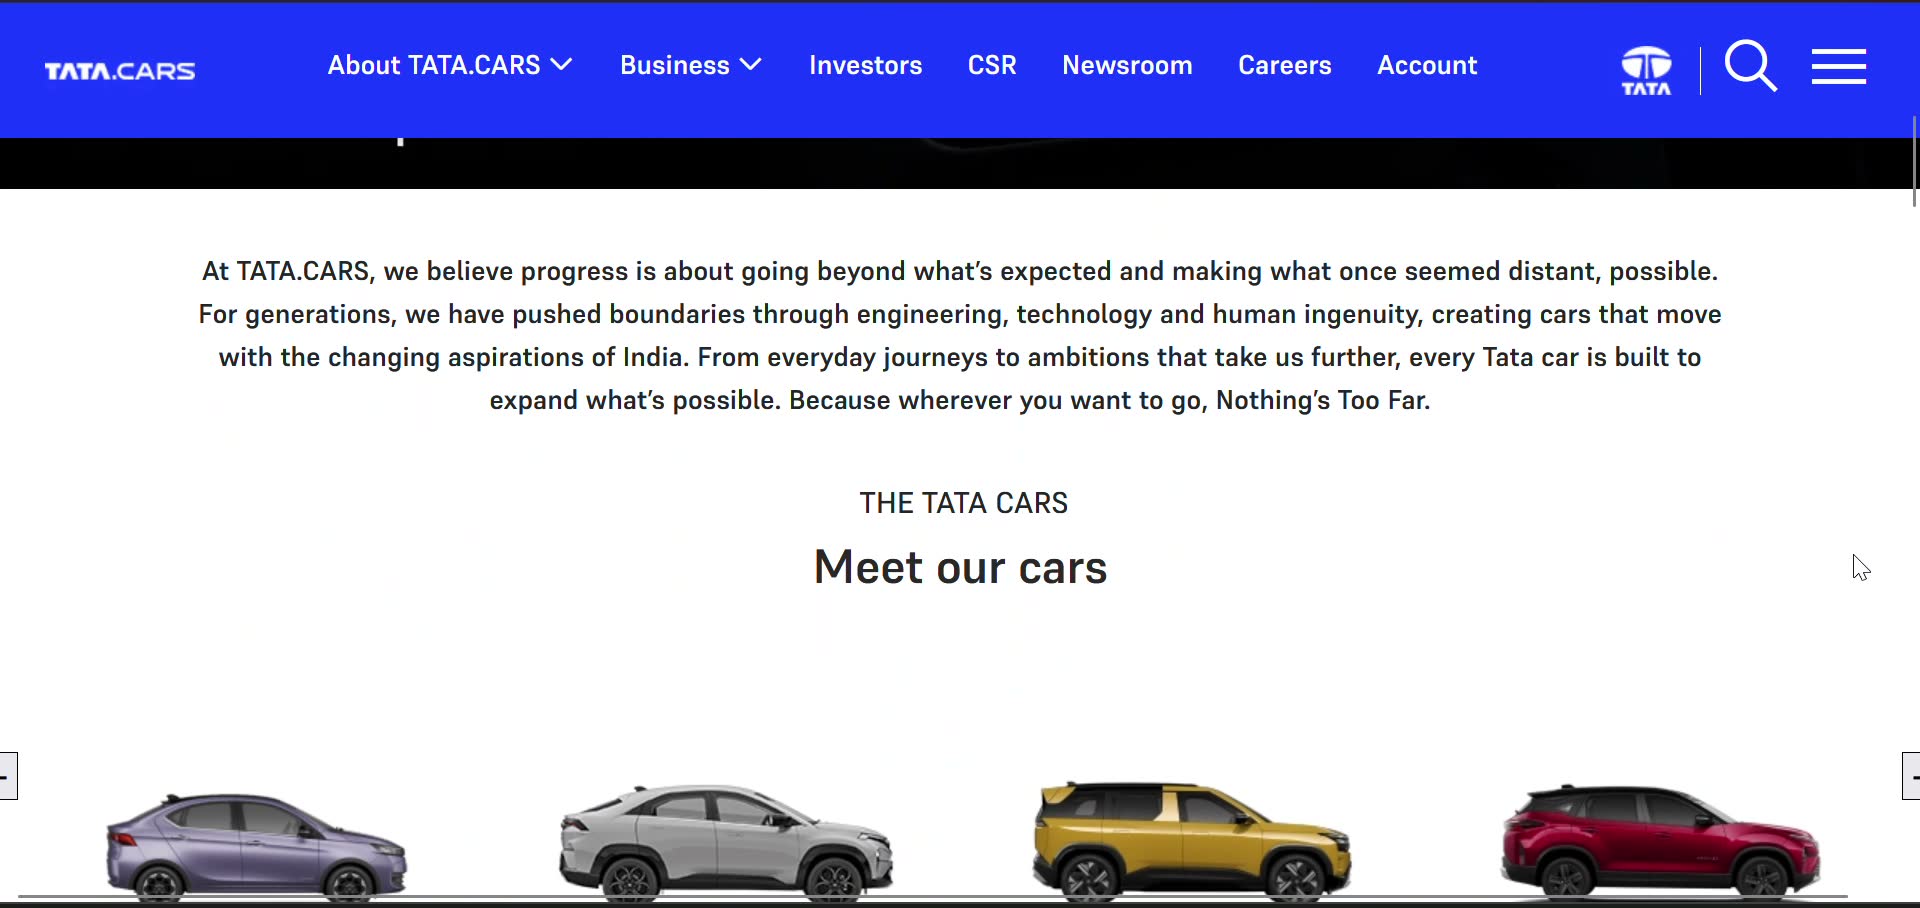 TATA.CARS
About TATA.CARS Business Investors CSR Newsroom Careers Account
TATA
At TATA.CARS, we believe progress is about going beyond what’s expected and making what once seemed distant, possible.
For generations, we have pushed boundaries through engineering, technology and human ingenuity, creating cars that move
with the changing aspirations of India. From everyday journeys to ambitions that take us further, every Tata car is built to
expand what’s possible. Because wherever you want to go, Nothing’s Too Far.
THE TATA CARS
Meet our cars